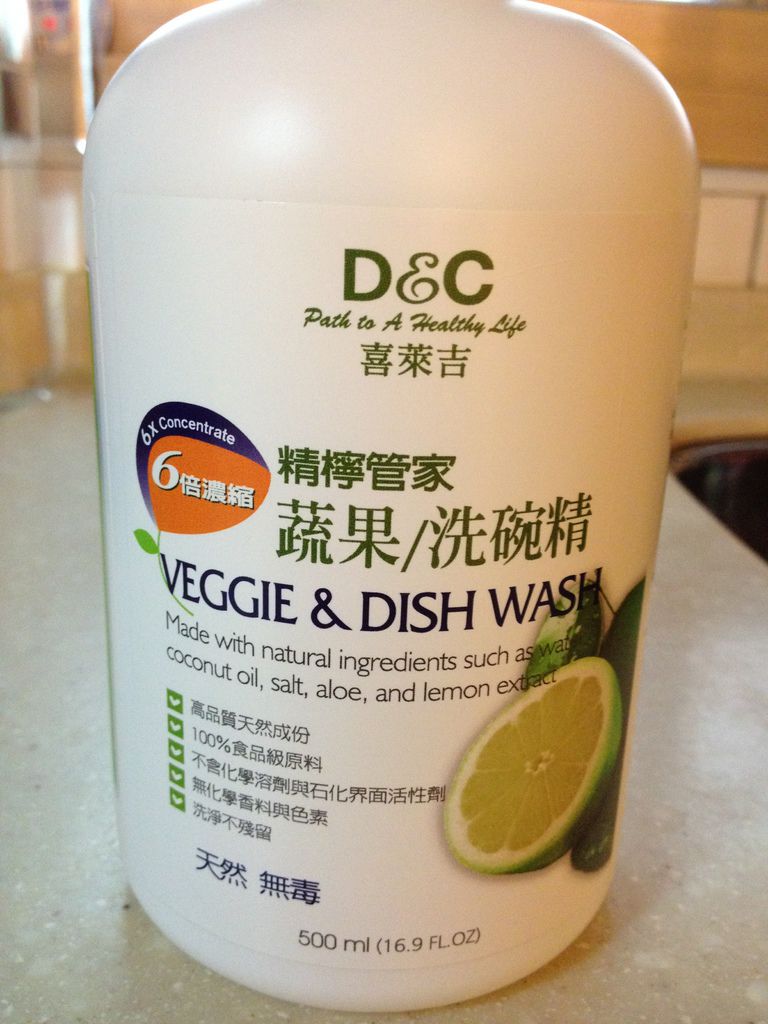 D&C
Path to A Healthy Life
喜萊吉
6X Concentrate
6倍濃縮
精檸管家
蔬果/洗碗精
VEGGIE & DISH WASH
Made with natural ingredients such as
coconut oil, salt, aloe, and lemon extract
高品質天然成份
100%食品級原料
不含化學溶劑與石化界面活性劑
無化學香料與色素
洗淨不殘留
天然 無毒
500 ml (16.9 FL.OZ)